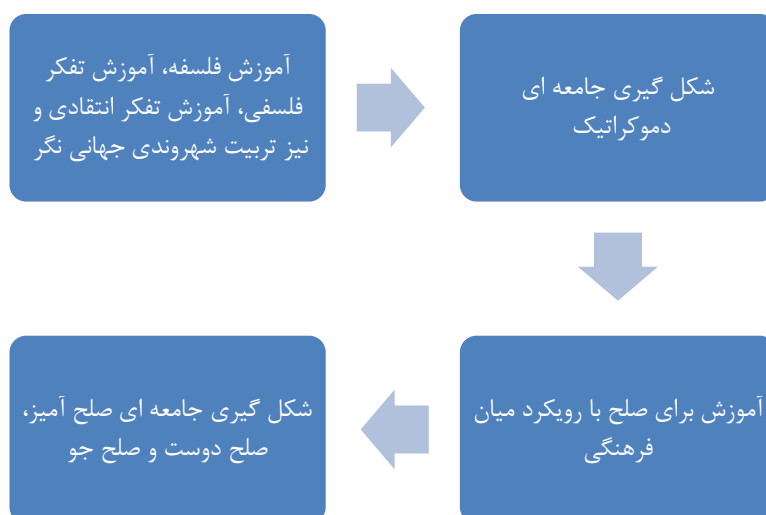 آموزش فلسفه، آموزش تفکر
فلسفی، آموزش تفکر انتقادی و
نیز تربیت شهروندی جهانی نگر
شکل گیری جامعه ای
دموکراتیک
آموزش برای صلح با رویکرد میان
فرهنگی
شکل گیری جامعه ای صلح آمیز،
صلح دوست و صلح جو